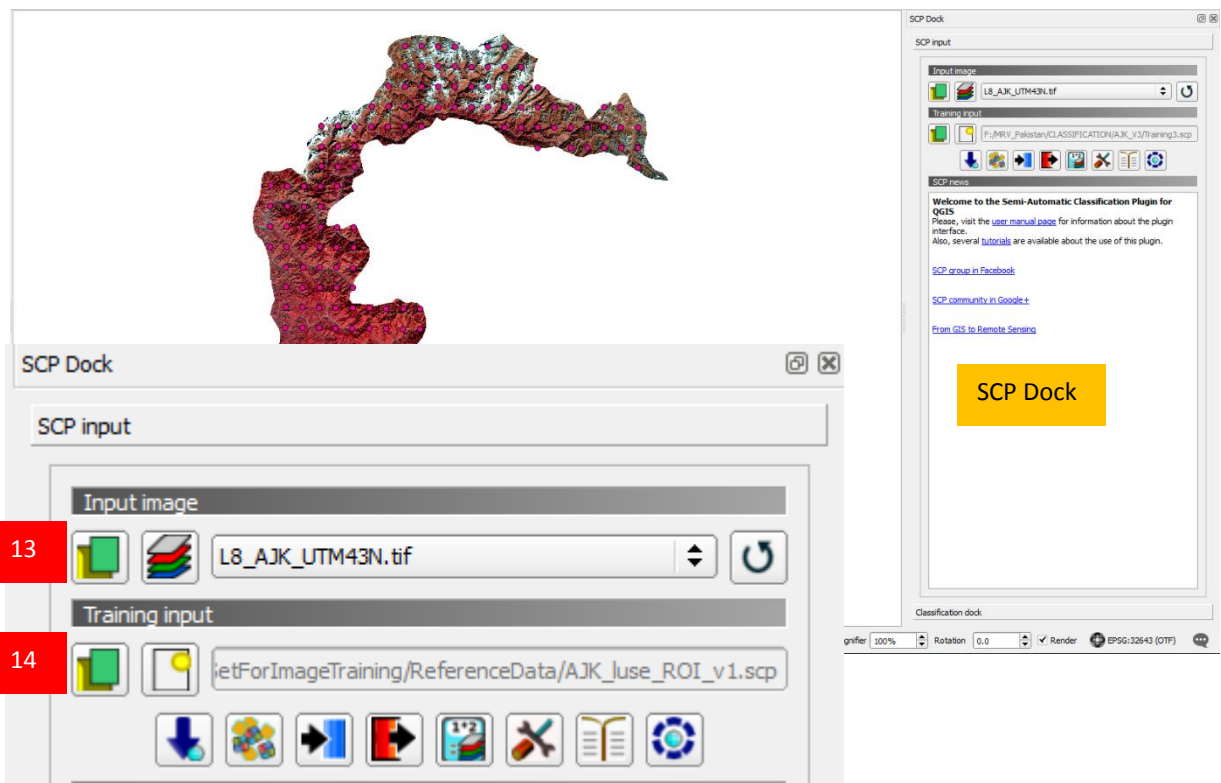 SCP Dock
SCP input
Input image
L8_AJK_UTM43N.tif
Training input
F:/MRV_Pakistan/CLASSIFICATION/AJK_V3/Training3.scp
SCP news
Welcome to the Semi-Automatic Classification Plugin for
QGIS
Please, visit the user manual page for information about the plugin
interface.
Also, several tutorials are available about the use of this plugin.
SCP group in Facebook
SCP community in Google+
From GIS to Remote Sensing
SCP Dock
Classification dock
gnifier 100% Rotation 0.0 Render EPSG:32643 (OTF)
SCP Dock
SCP input
Input image
13
L8_AJK_UTM43N.tif
Training input
14
SetForImageTraining/ReferenceData/AJK_luse_ROI_v1.scp
1*2